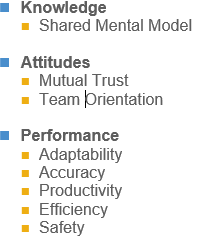 Knowledge
Shared Mental Model
Attitudes
Mutual Trust
Team Orientation
Performance
Adaptability
Accuracy
Productivity
Efficiency
Safety